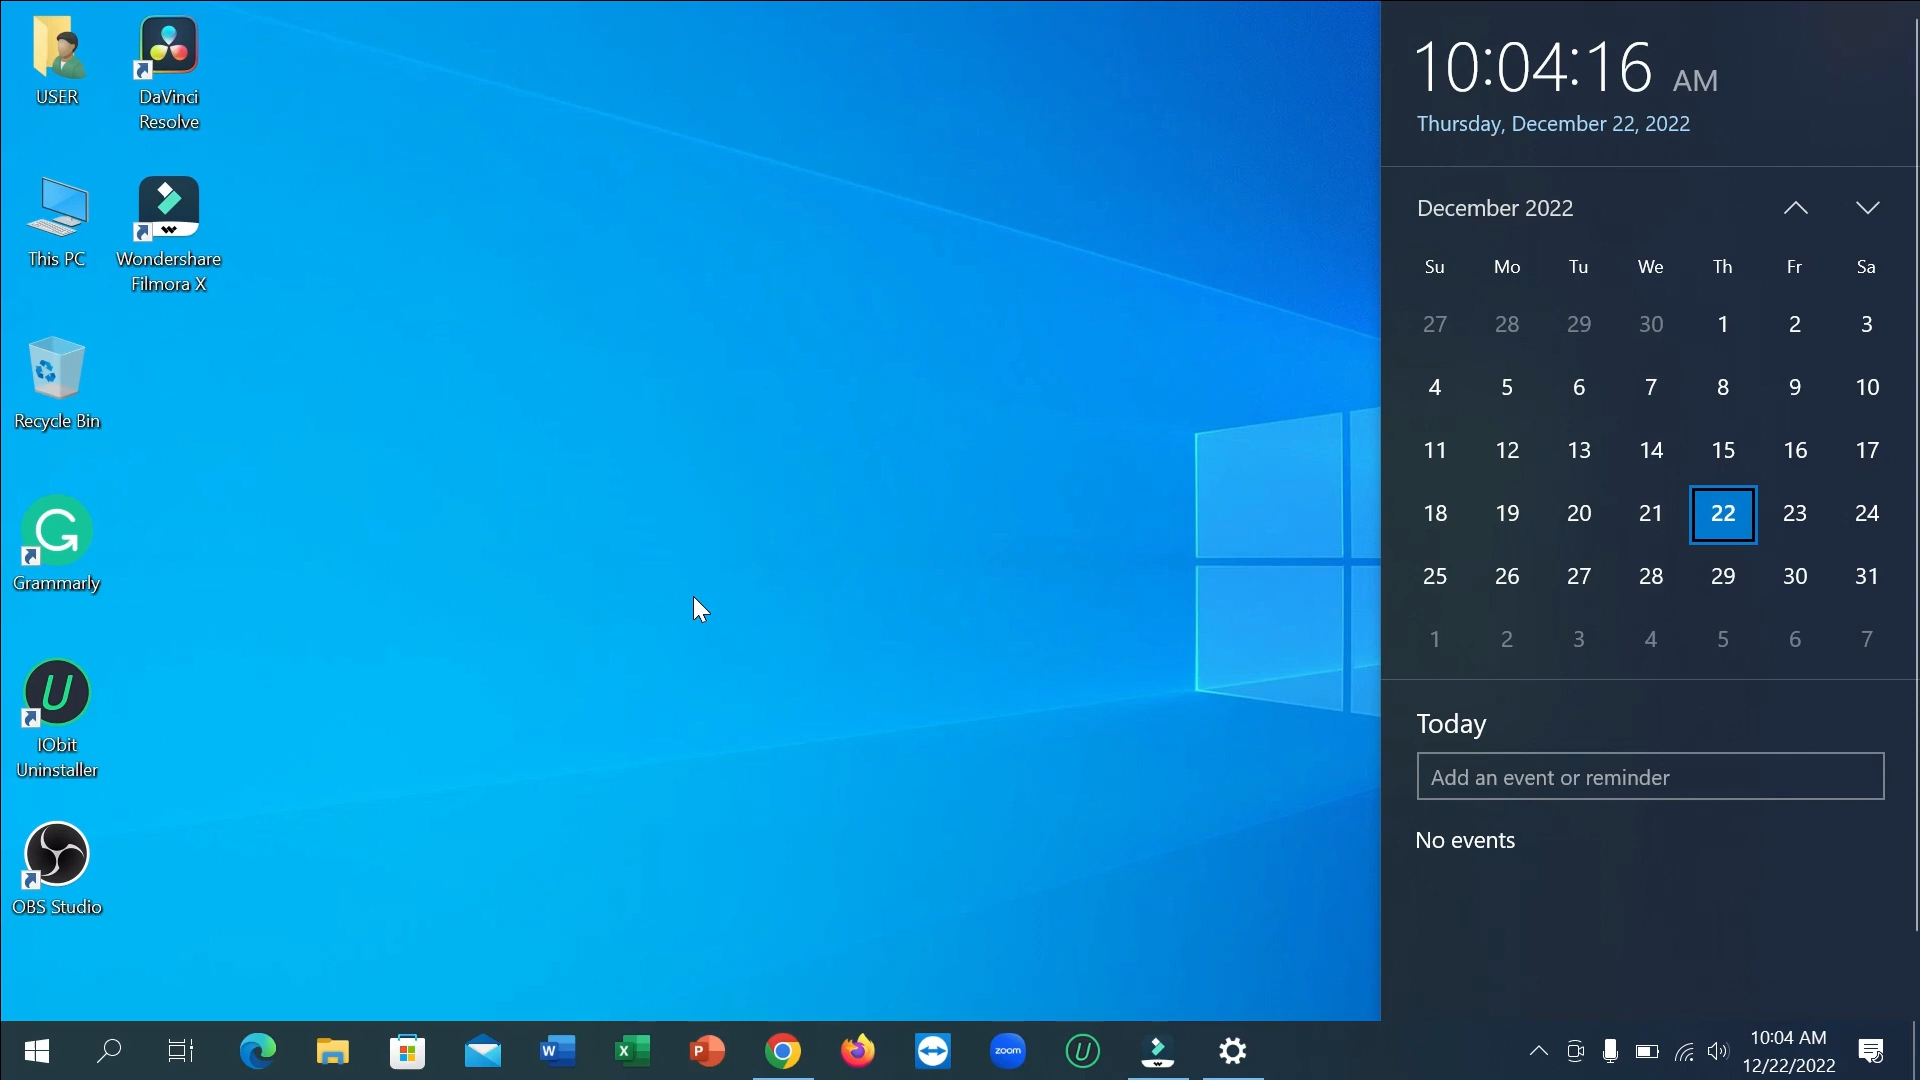 USER
DaVinci
Resolve
This PC
Wondershare
Filmora X
Recycle Bin
Grammarly
IObit
Uninstaller
OBS Studio
10:04:16 AM
Thursday, December 22, 2022
December 2022
Su Mo Tu We Th Fr Sa
27 28 29 30 1 2 3
4 5 6 7 8 9 10
11 12 13 14 15 16 17
18 19 20 21 22 23 24
25 26 27 28 29 30 31
1 2 3 4 5 6 7
Today
Add an event or reminder
No events
W
X
P
zoom
10:04 AM
12/22/2022